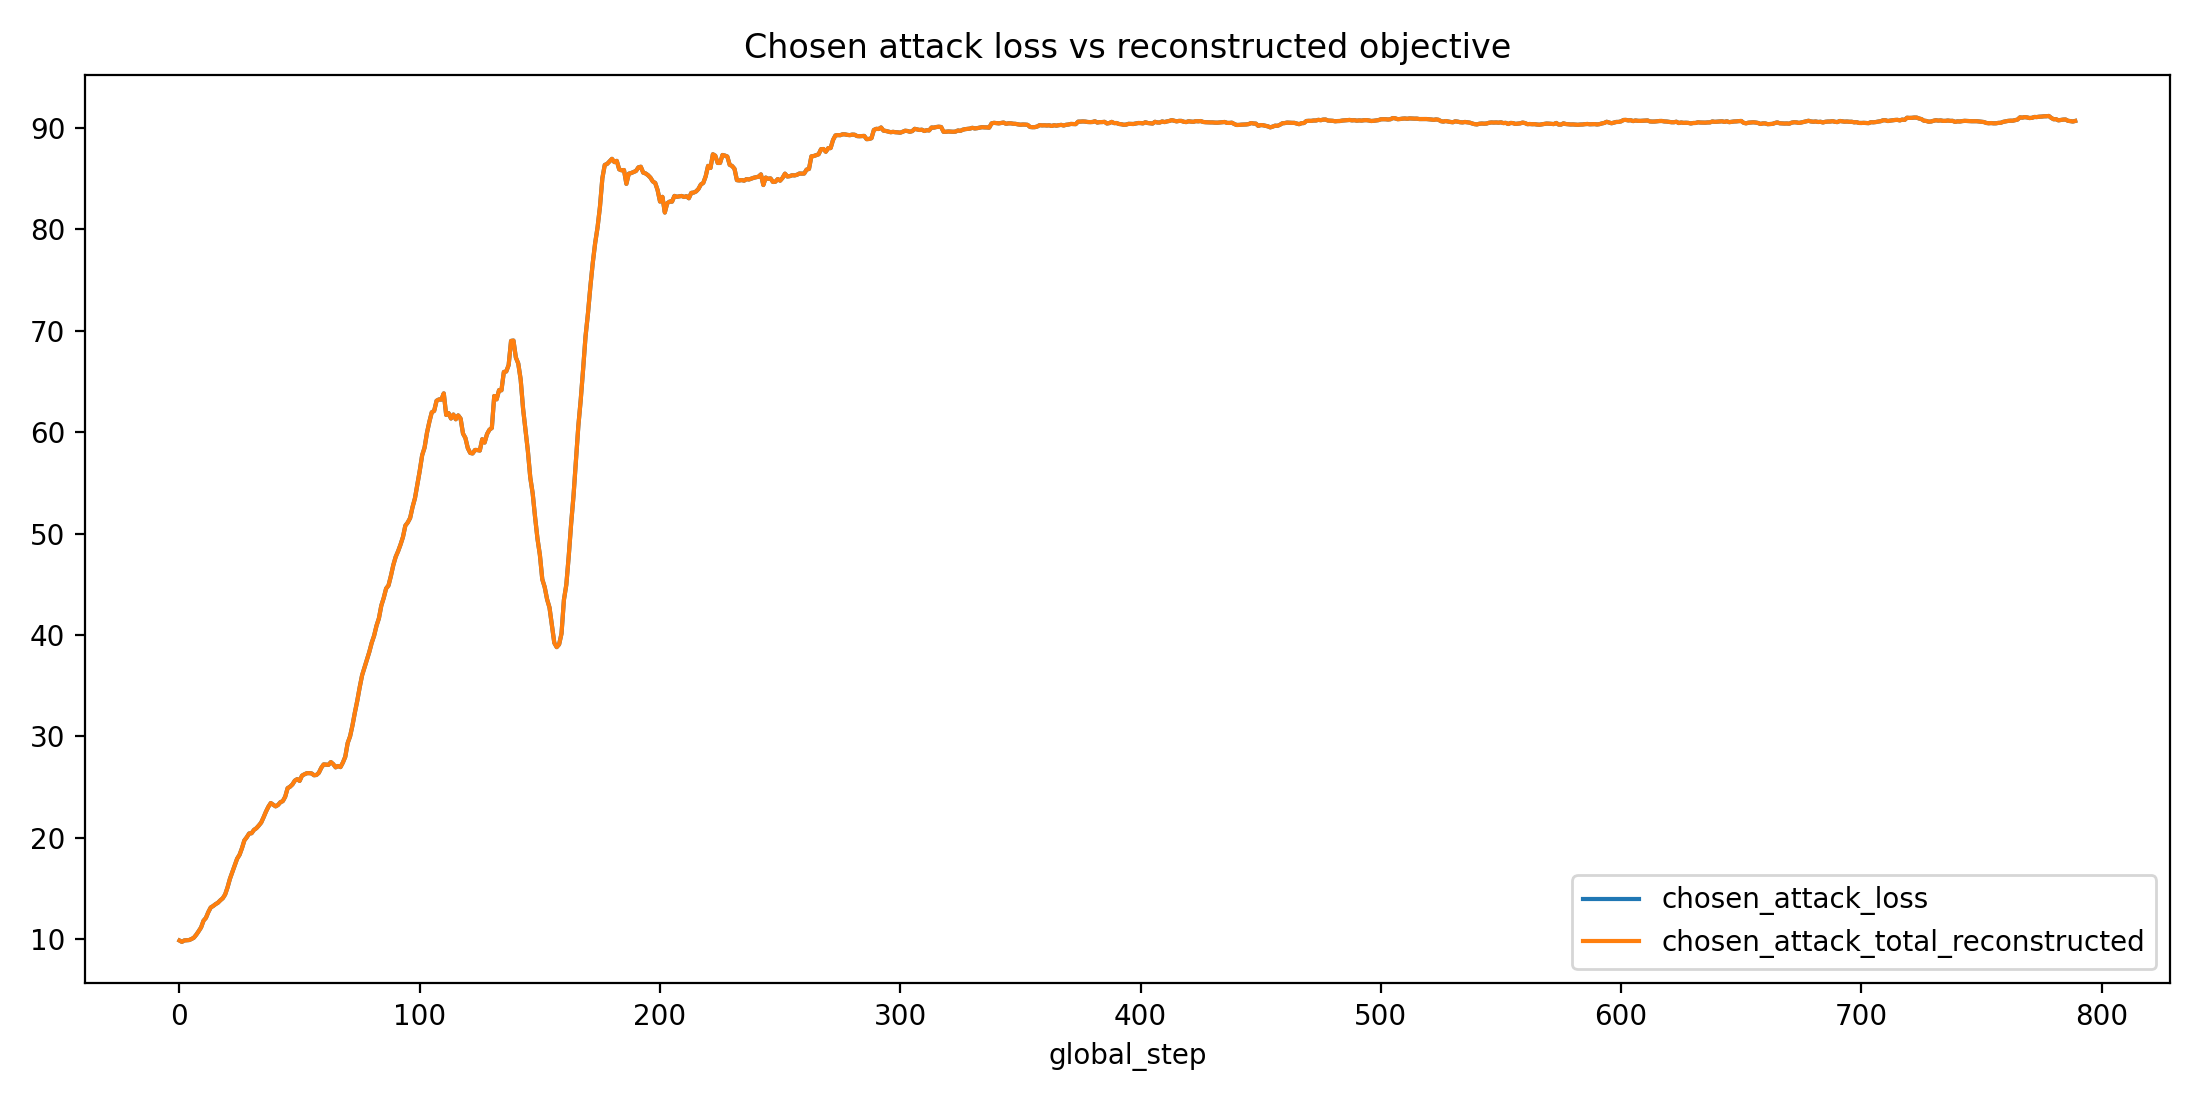 Chosen attack loss vs reconstructed objective
90
80
70
60
50
40
30
20
10
chosen_attack_loss
chosen_attack_total_reconstructed
0 100 200 300 400 500 600 700 800
global_step